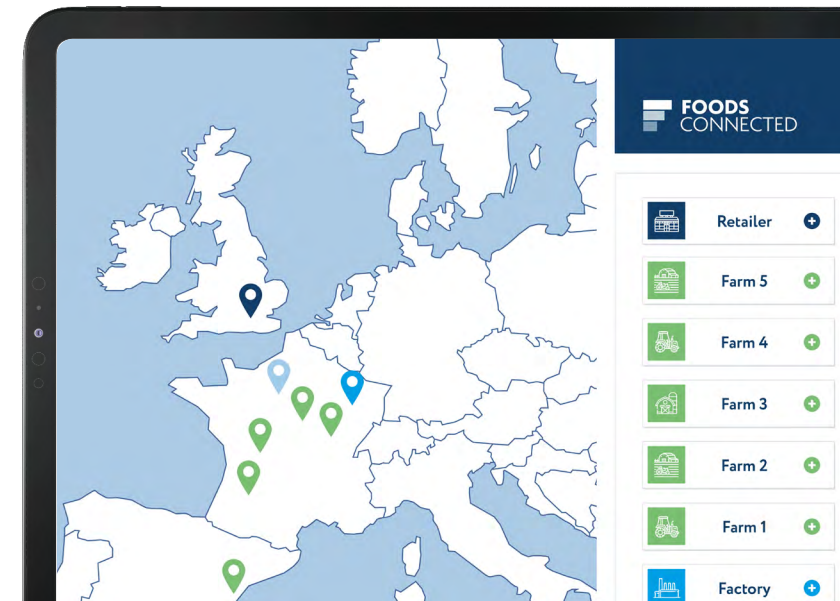 FOODS
CONNECTED
Retailer
Farm 5
Farm 4
Farm 3
Farm 2
Farm 1
Factory